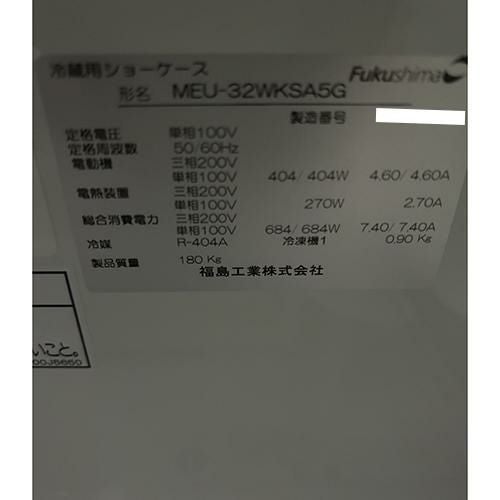 冷蔵用ショーケース Fukushima
形名 MEU-32WKSA5G
製造番号
定格電圧 単相100V
定格周波数 50/60Hz
電動機 三相200V
単相100V 404/404W 4.60/4.60A
電熱装置 三相200V
単相100V 270W 2.70A
総合消費電力 三相200V
単相100V 684/684W 7.40/7.40A
冷媒 R-404A 冷凍機1 0.90 Kg
製品質量 180 Kg
福島工業株式会社
いこと。
00J5650